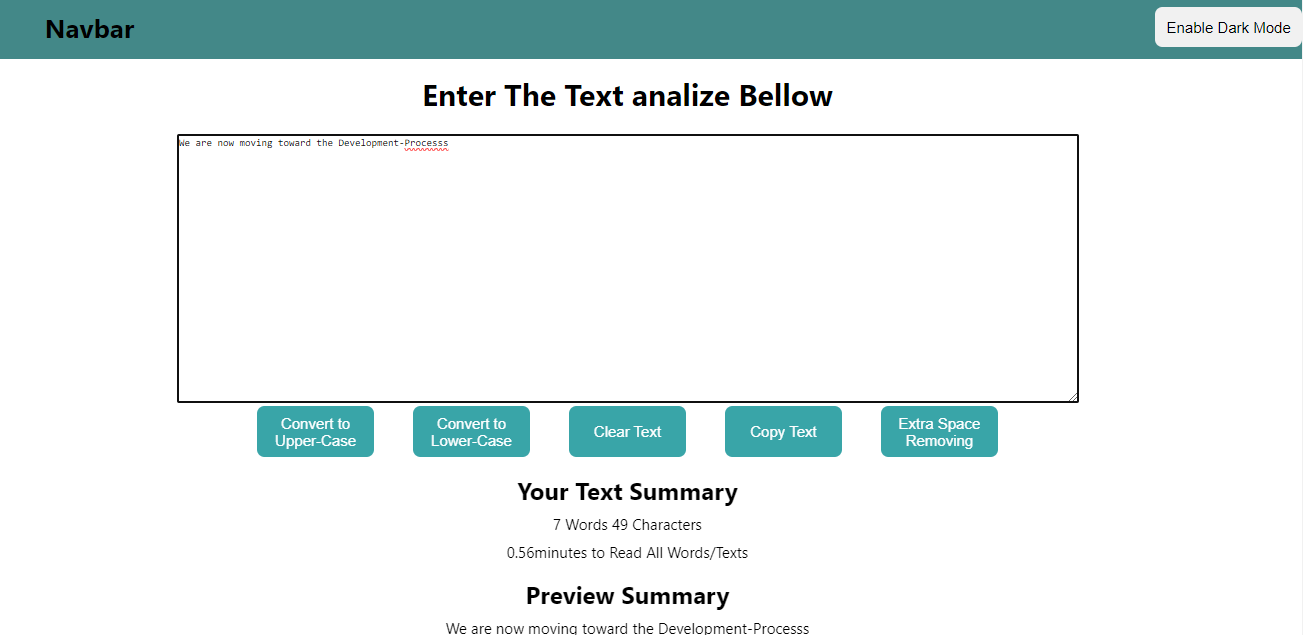 Navbar
Enable Dark Mode
Enter The Text analize Bellow
We are now moving toward the Development-Processs
Convert to
Upper-Case
Convert to
Lower-Case
Clear Text
Copy Text
Extra Space
Removing
Your Text Summary
7 Words 49 Characters
0.56minutes to Read All Words/Texts
Preview Summary
We are now moving toward the Development-Processs